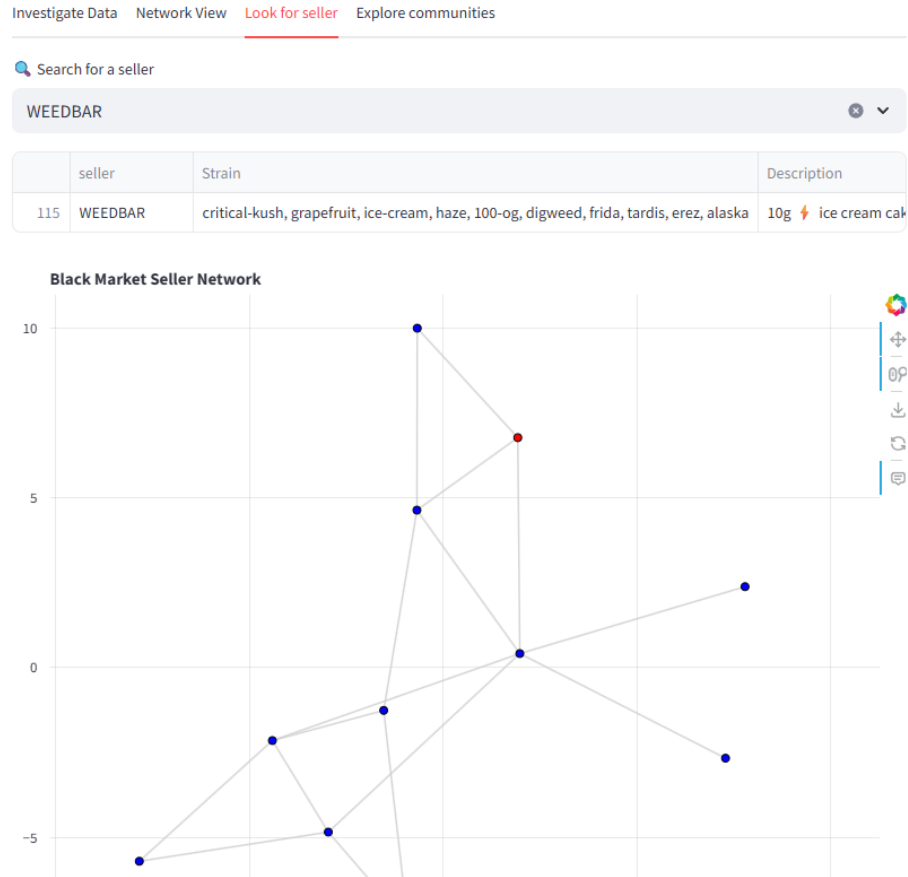 Investigate Data Network View Look for seller Explore communities
🔍 Search for a seller
WEEDBAR
seller Strain Description
115 WEEDBAR critical-kush, grapefruit, ice-cream, haze, 100-og, digweed, frida, tardis, erez, alaska 10g ⚡ ice cream cak
Black Market Seller Network
10
5
0
−5